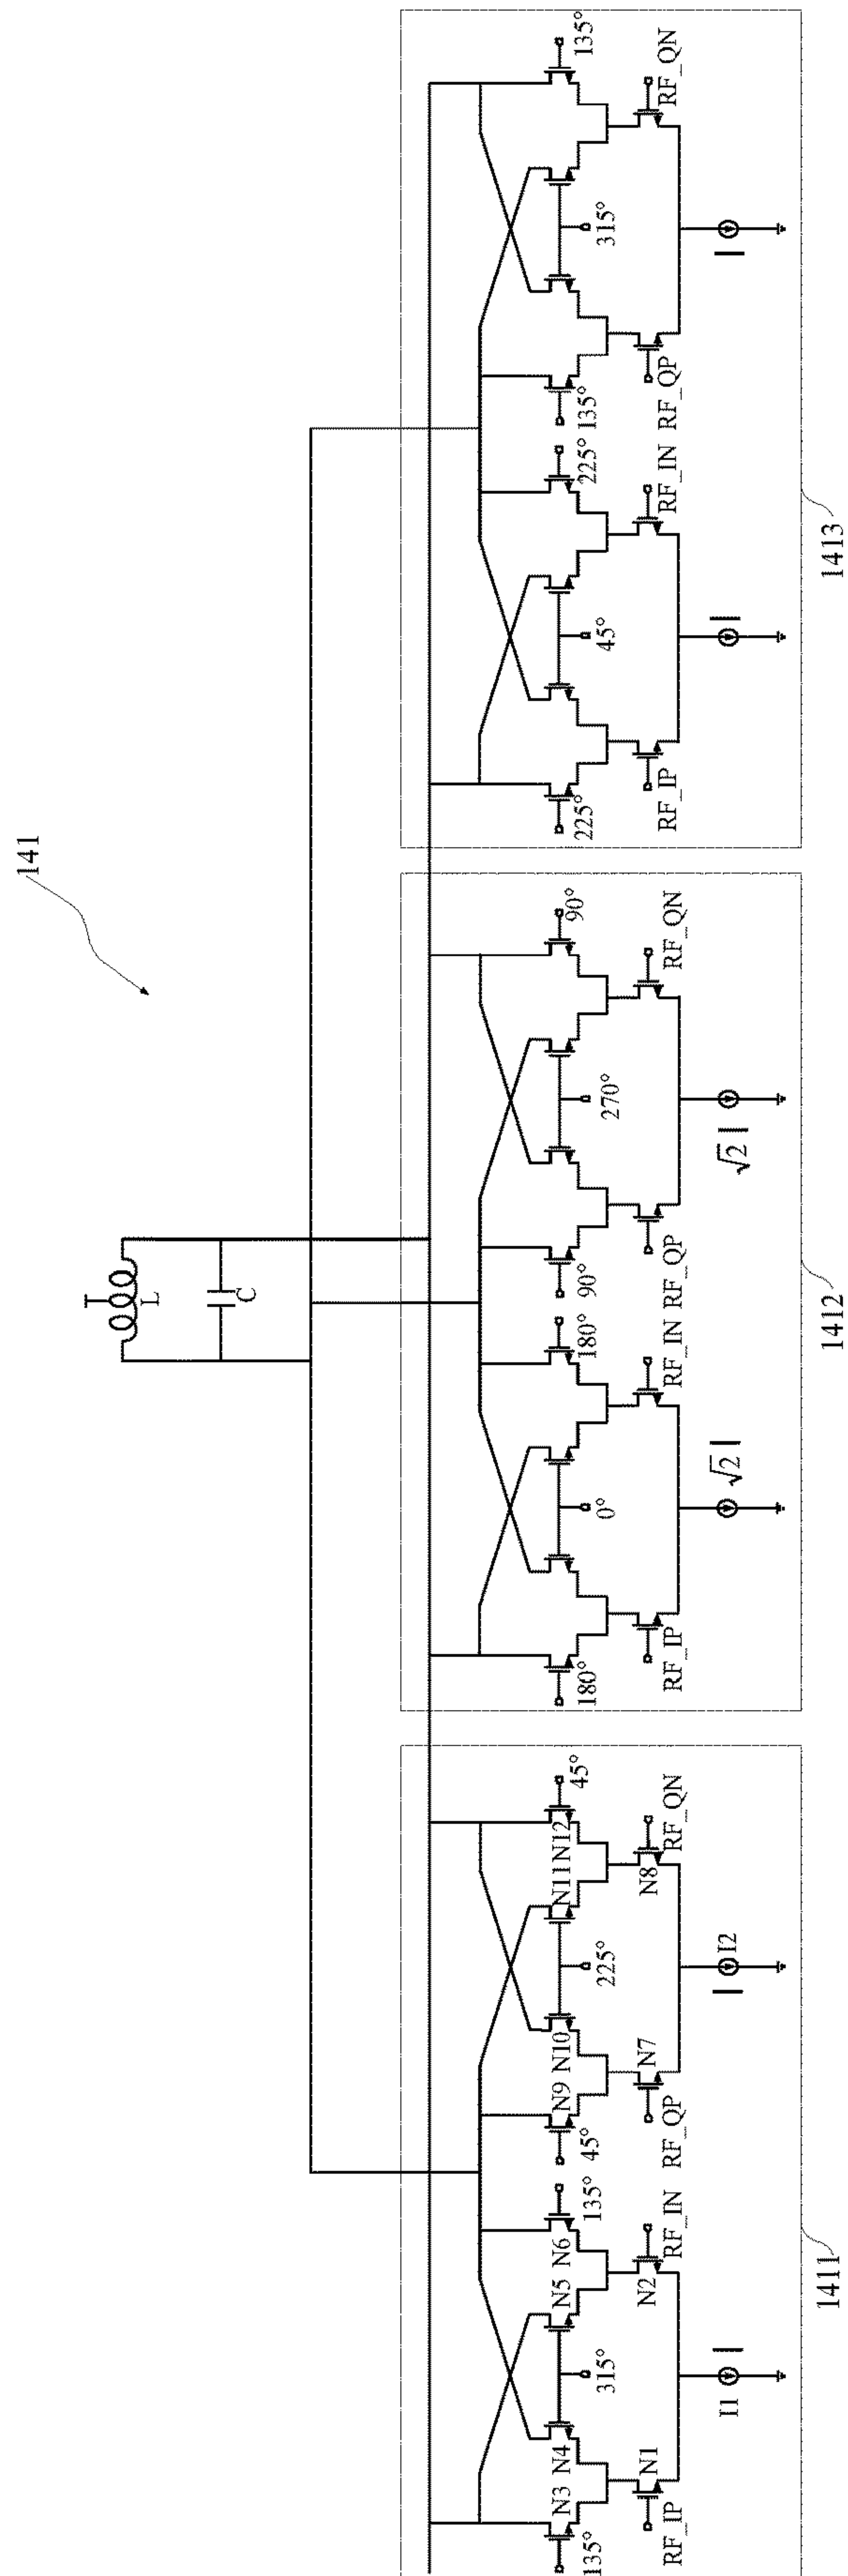 141
L
C
135°
N3
N4
315°
N5
N6
135°
45°
N9
N10
225°
N11
N12
45°
RF_IP
N1
N2
RF_IN
RF_QP
N7
N8
RF_QN
I1
I
I
I2
1411
180°
0°
180°
90°
270°
90°
RF_IP
RF_IN
RF_QP
RF_QN
√2 I
√2 I
1412
225°
45°
225°
135°
315°
135°
RF_IP
RF_IN
RF_QP
RF_QN
I
I
1413